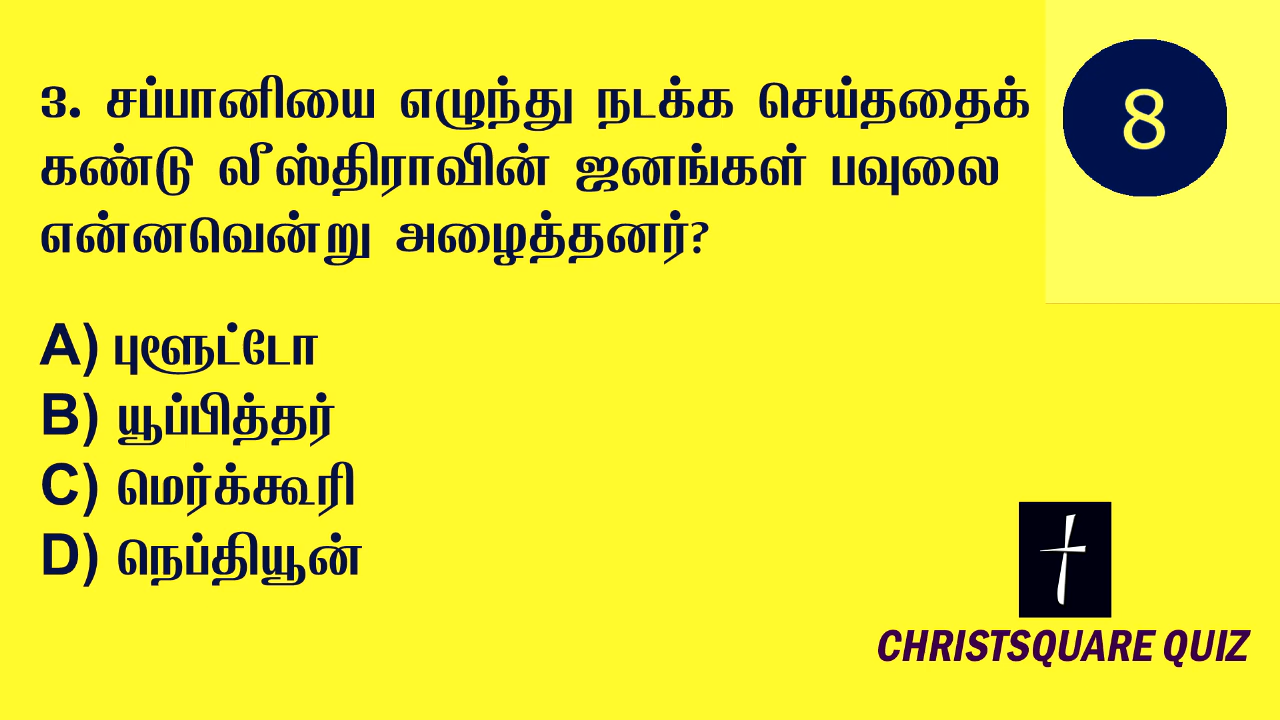 3. சப்பானியை எழுந்து நடக்க செய்ததைக்
கண்டு லீஸ்திராவின் ஜனங்கள் பவுலை
என்னவென்று அழைத்தனர்?
8
A) புளூட்டோ
B) யூப்பித்தர்
C) மெர்க்கூரி
D) நெப்தியூன்
CHRISTSQUARE QUIZ